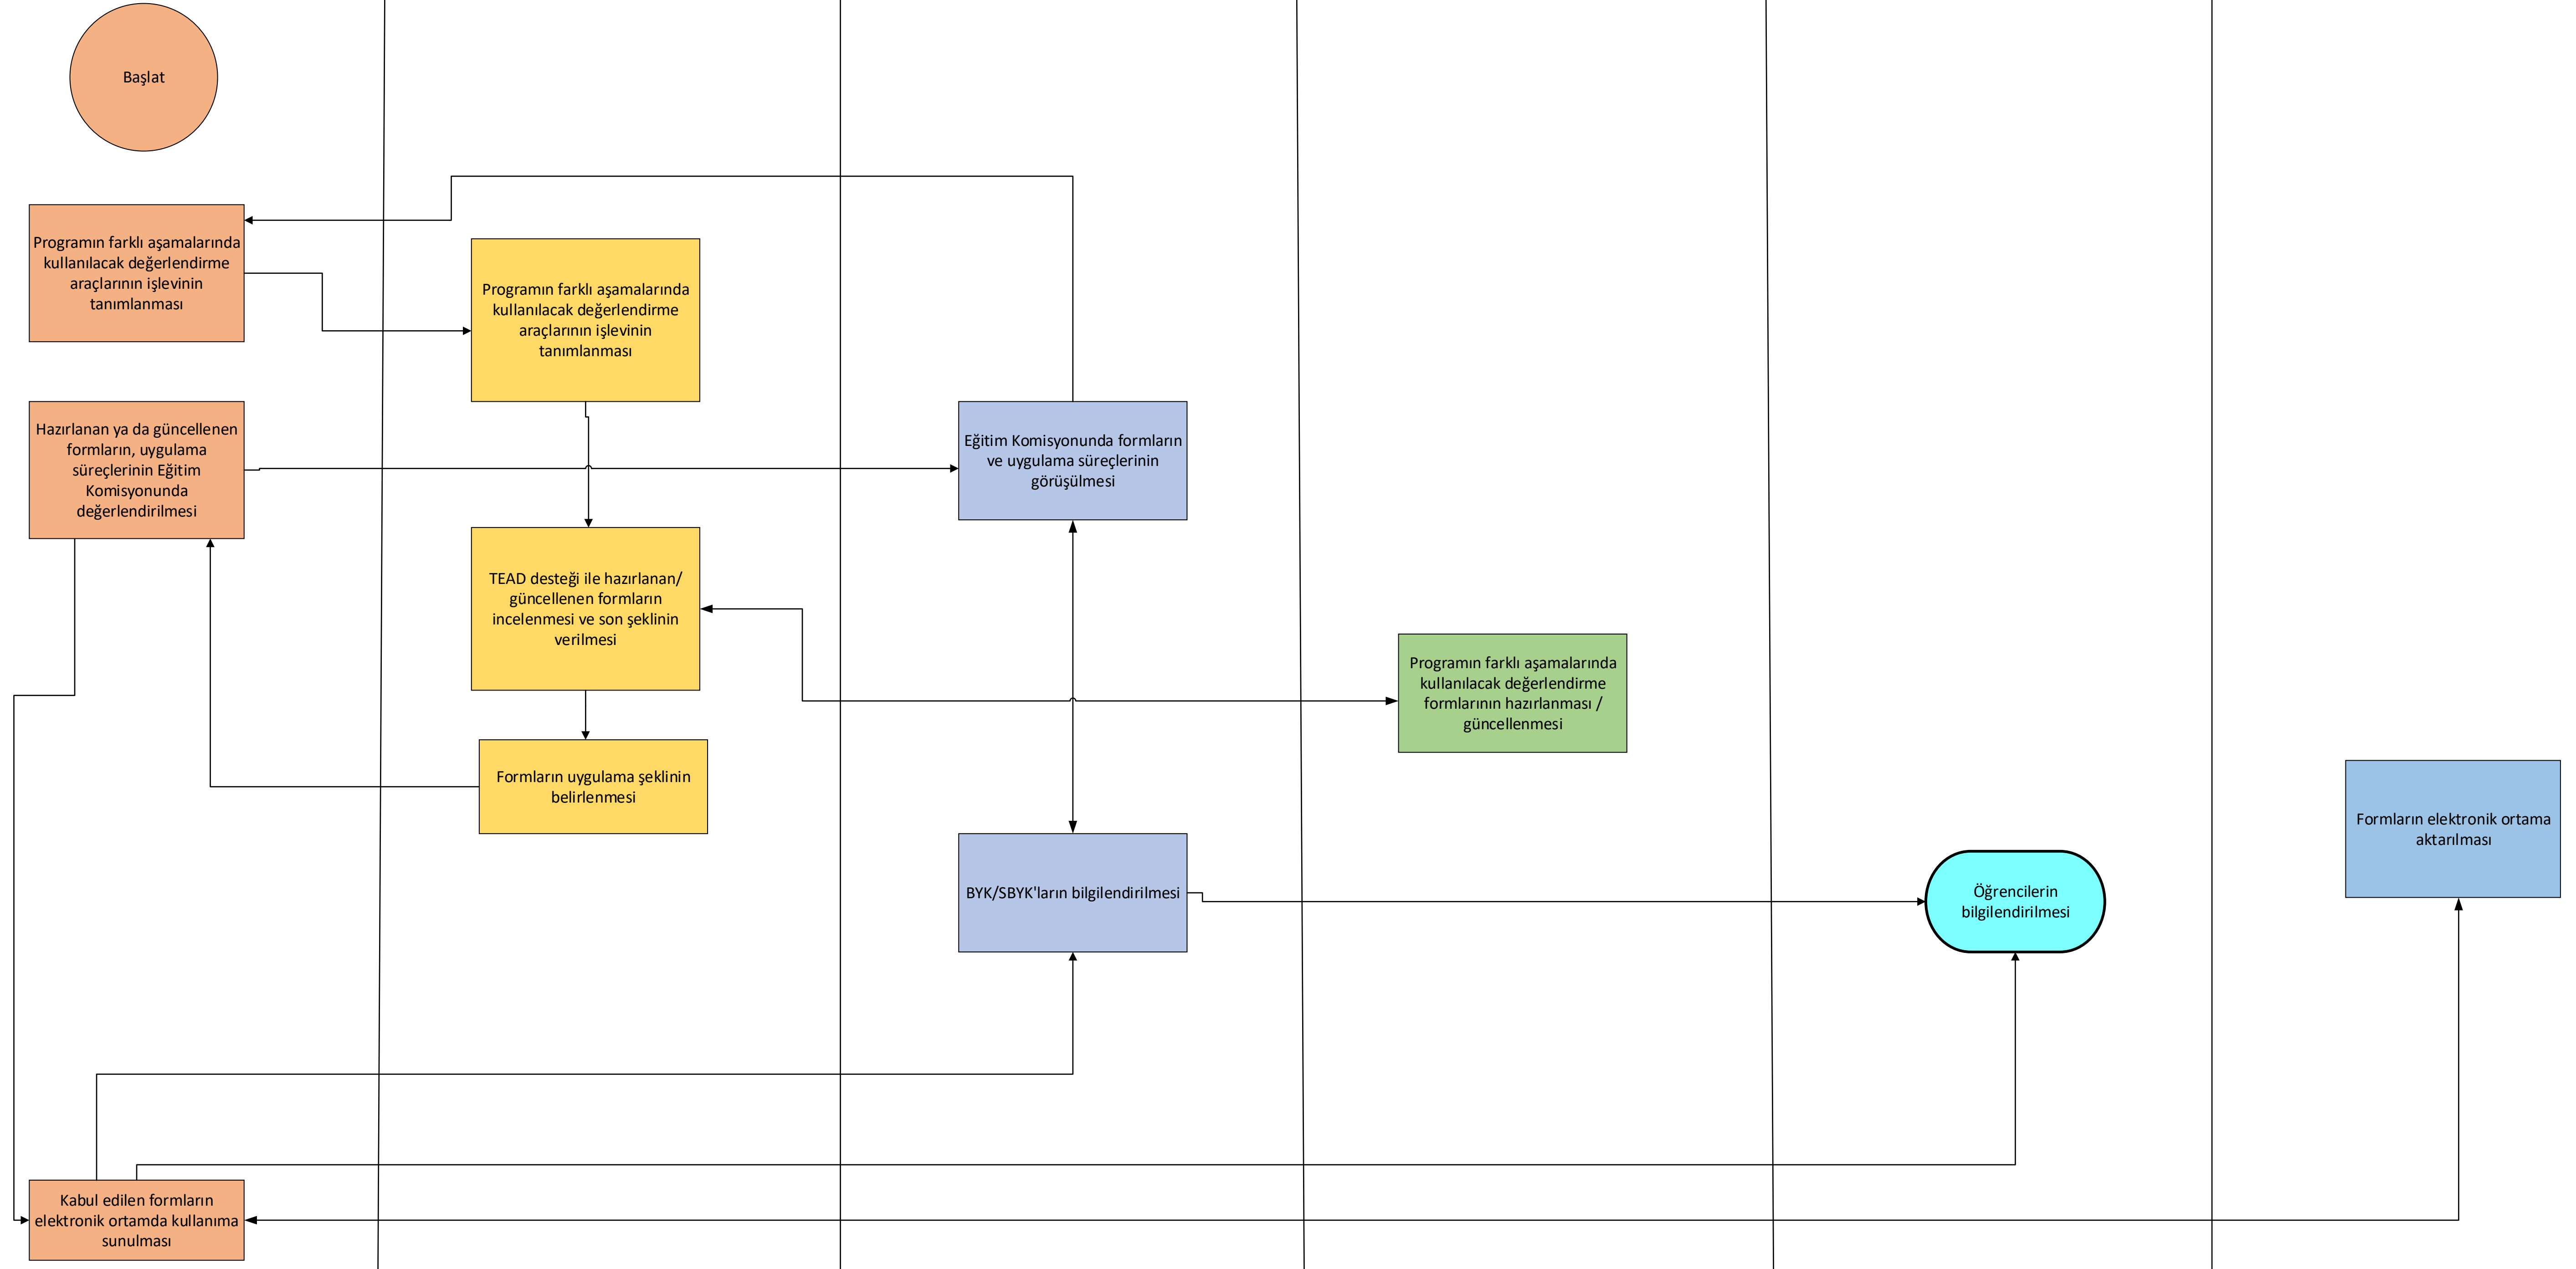 Başlat
Programın farklı aşamalarında
kullanılacak değerlendirme
araçlarının işlevinin
tanımlanması
Programın farklı aşamalarında
kullanılacak değerlendirme
araçlarının işlevinin
tanımlanması
Hazırlanan ya da güncellenen
formların, uygulama
süreçlerinin Eğitim
Komisyonunda
değerlendirilmesi
Eğitim Komisyonunda formların
ve uygulama süreçlerinin
görüşülmesi
TEAD desteği ile hazırlanan/
güncellenen formların
incelenmesi ve son şeklinin
verilmesi
Programın farklı aşamalarında
kullanılacak değerlendirme
formlarının hazırlanması /
güncellenmesi
Formların uygulama şeklinin
belirlenmesi
Formların elektronik ortama
aktarılması
BYK/SBYK'ların bilgilendirilmesi
Öğrencilerin
bilgilendirilmesi
Kabul edilen formların
elektronik ortamda kullanıma
sunulması